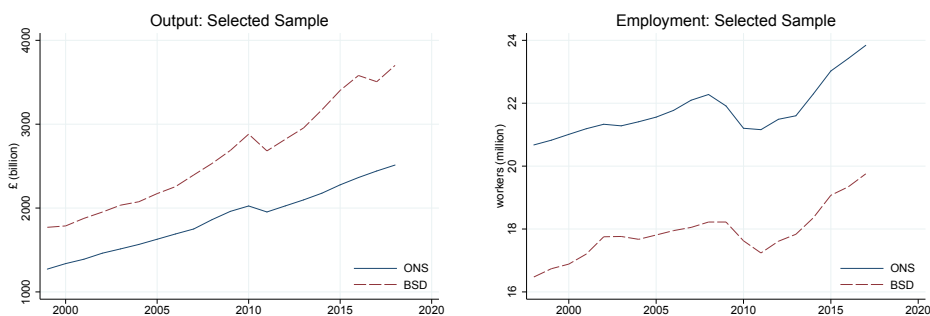 Output: Selected Sample
£ (billion)
4000
3000
2000
1000
ONS
BSD
2000 2005 2010 2015 2020
Employment: Selected Sample
workers (million)
24
22
20
18
16
ONS
BSD
2000 2005 2010 2015 2020